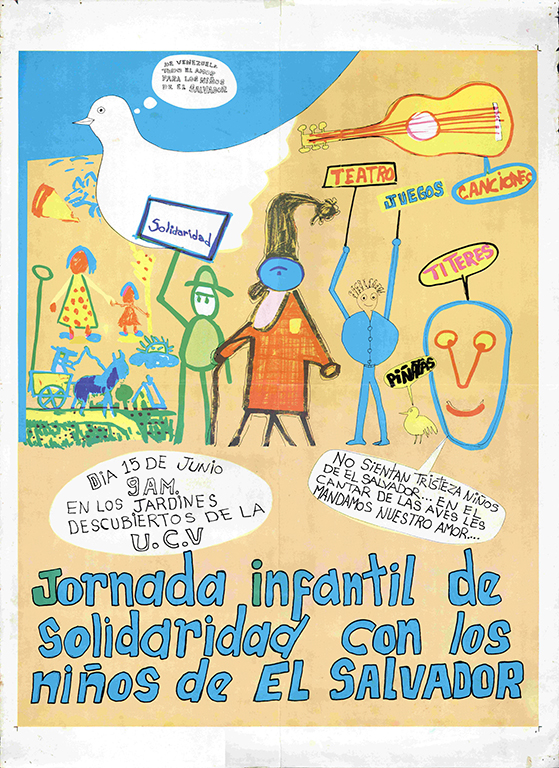 DE VENEZUELA
TODO EL AMOR
PARA LOS NIÑOS
DE EL SALVADOR
TEATRO
JUEGOS
CANCIONES
Solidaridad
TITERES
PIÑATAS
DIA 15 DE JUNIO
9 AM.
EN LOS JARDINES
DESCUBIERTOS DE LA
U.C.V
NO SIENTAN TRISTEZA NIÑOS
DE EL SALVADOR... EN EL
CANTAR DE LAS AVES LES
MANDAMOS NUESTRO AMOR....
Jornada infantil de
solidaridad con los
niños de EL SALVADOR